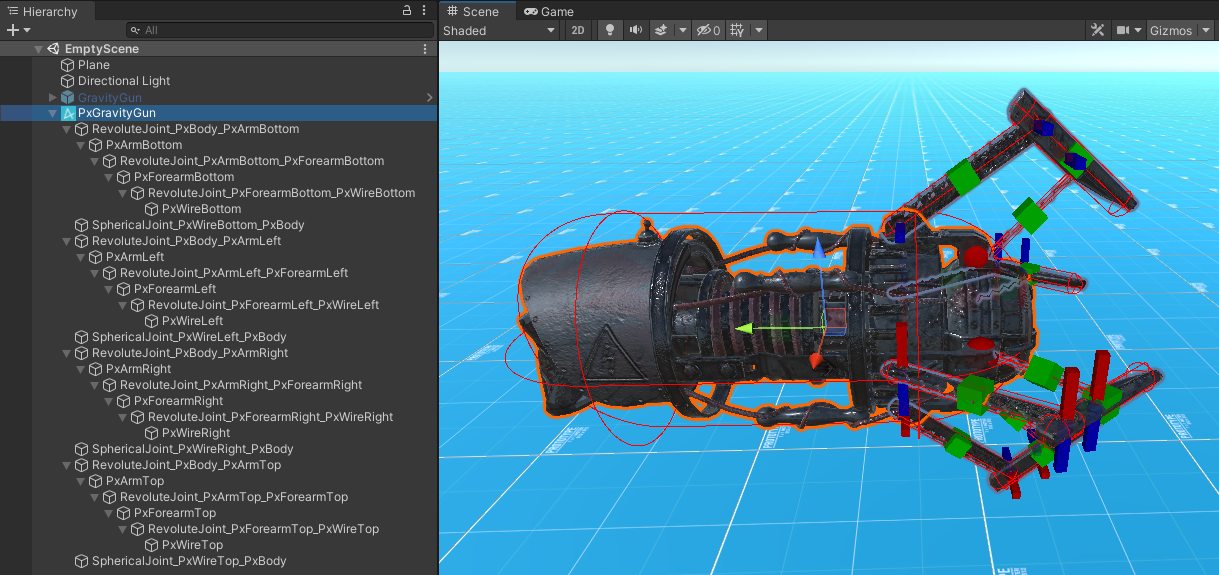 Hierarchy
All
EmptyScene
Plane
Directional Light
GravityGun
PxGravityGun
RevoluteJoint_PxBody_PxArmBottom
PxArmBottom
RevoluteJoint_PxArmBottom_PxForearmBottom
PxForearmBottom
RevoluteJoint_PxForearmBottom_PxWireBottom
PxWireBottom
SphericalJoint_PxWireBottom_PxBody
RevoluteJoint_PxBody_PxArmLeft
PxArmLeft
RevoluteJoint_PxArmLeft_PxForearmLeft
PxForearmLeft
RevoluteJoint_PxForearmLeft_PxWireLeft
PxWireLeft
SphericalJoint_PxWireLeft_PxBody
RevoluteJoint_PxBody_PxArmRight
PxArmRight
RevoluteJoint_PxArmRight_PxForearmRight
PxForearmRight
RevoluteJoint_PxForearmRight_PxWireRight
PxWireRight
SphericalJoint_PxWireRight_PxBody
RevoluteJoint_PxBody_PxArmTop
PxArmTop
RevoluteJoint_PxArmTop_PxForearmTop
PxForearmTop
RevoluteJoint_PxForearmTop_PxWireTop
PxWireTop
SphericalJoint_PxWireTop_PxBody
Scene Game
Shaded 2D 0 Gizmos